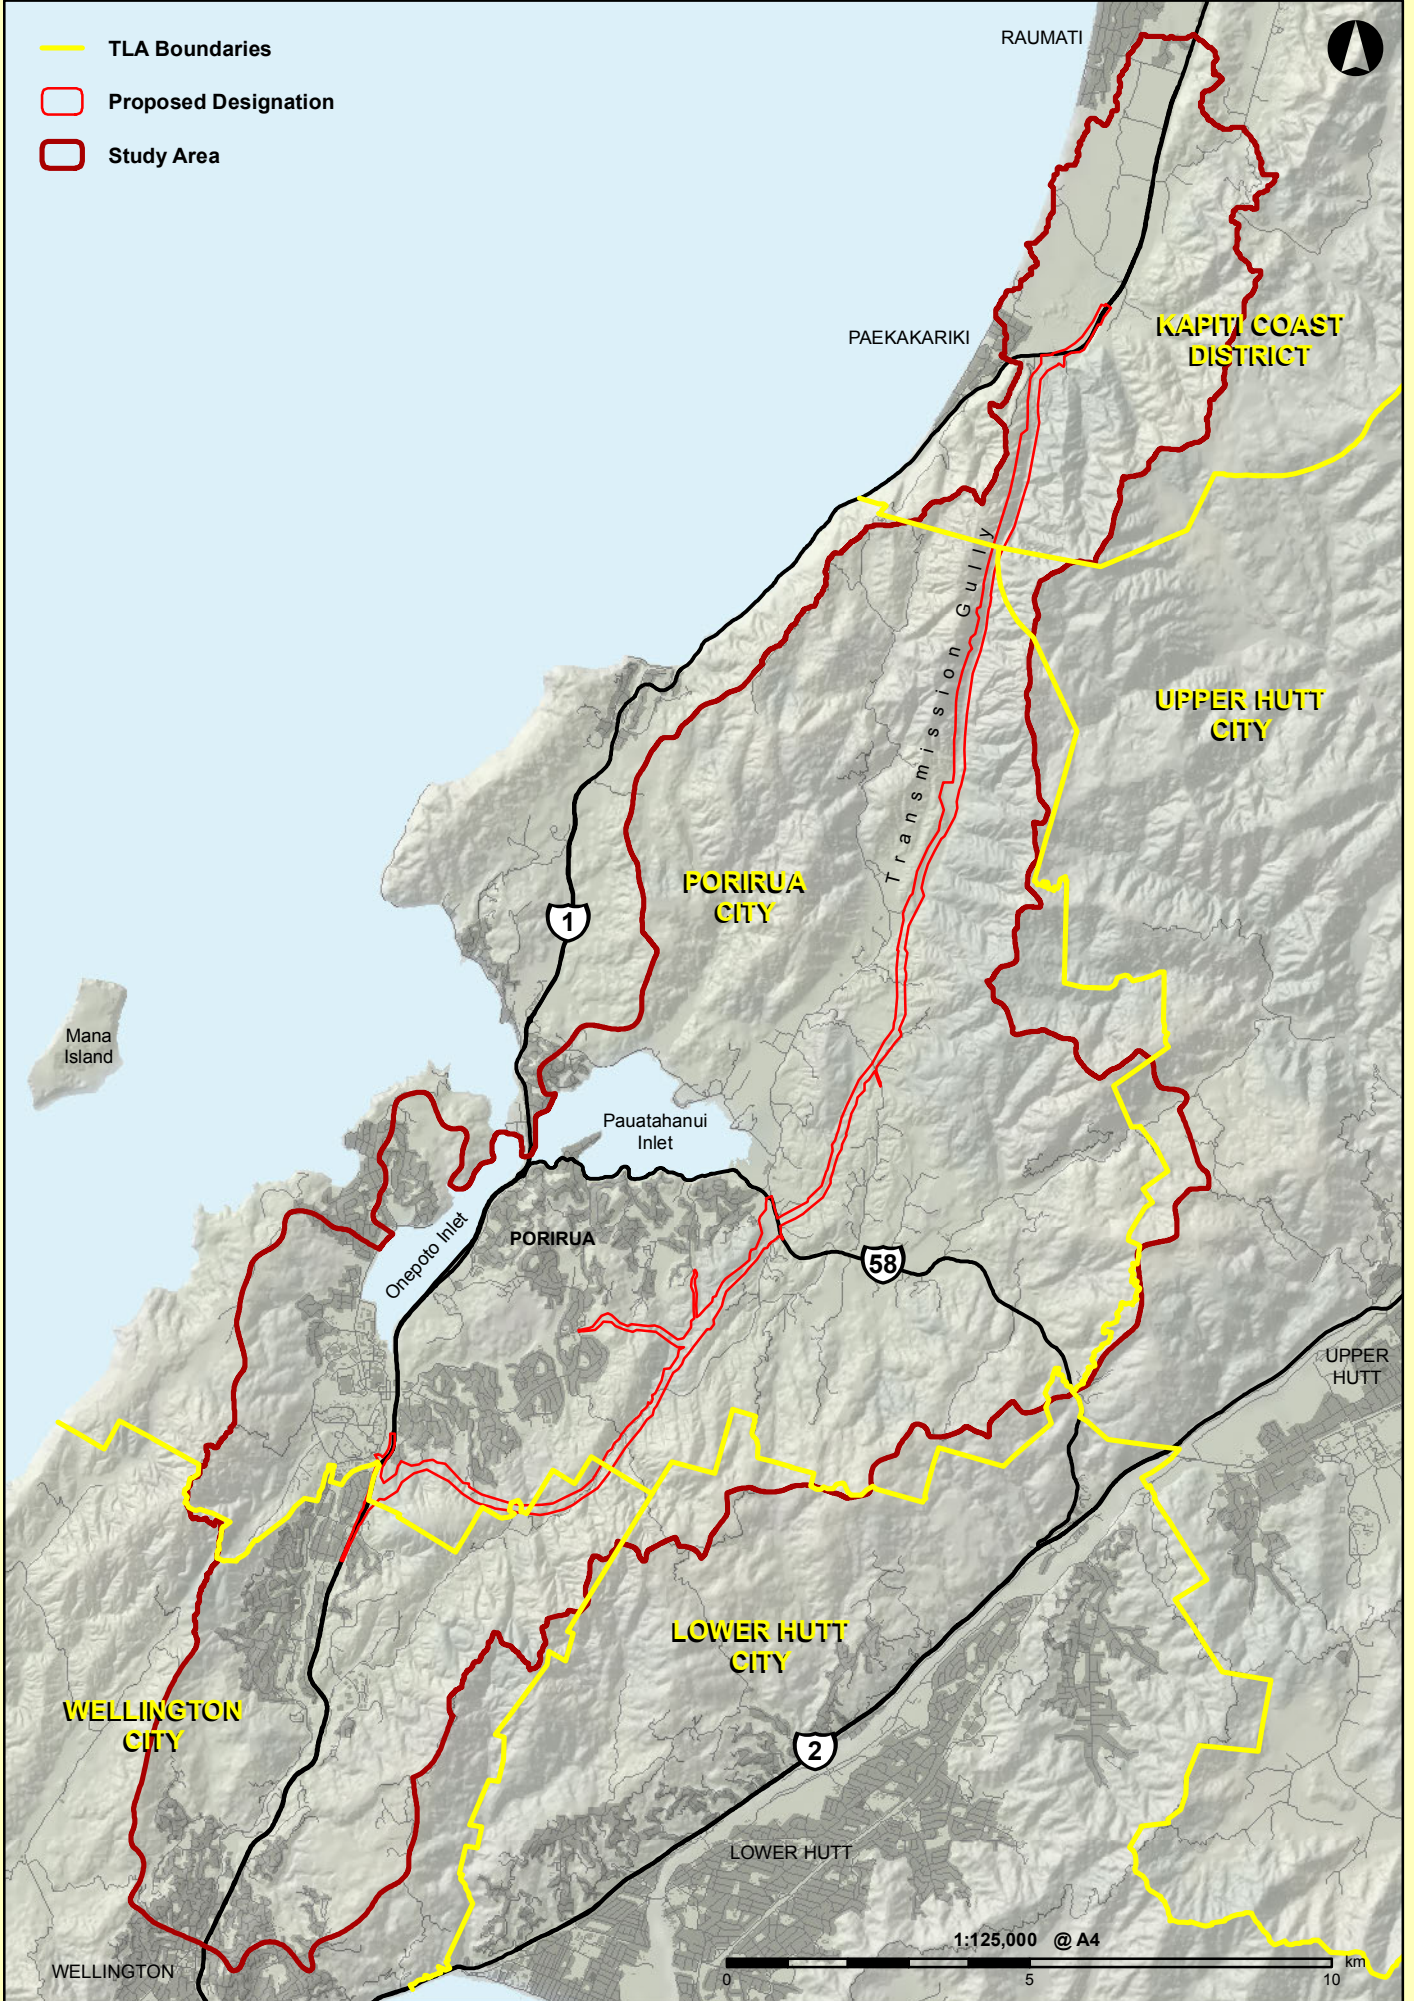 TLA Boundaries
Proposed Designation
Study Area
RAUMATI
PAEKAKARIKI
KAPITI COAST
DISTRICT
Transmission Gully
UPPER HUTT
CITY
PORIRUA
CITY
1
Mana
Island
Pauatahanui
Inlet
Onepoto Inlet
PORIRUA
58
UPPER
HUTT
LOWER HUTT
CITY
WELLINGTON
CITY
2
LOWER HUTT
WELLINGTON
1:125,000 @ A4
0 5 10 km